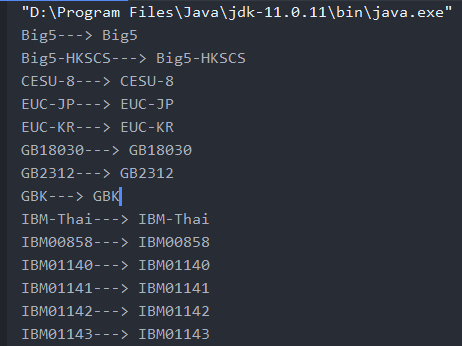 "D:\Program Files\Java\jdk-11.0.11\bin\java.exe"
Big5---> Big5
Big5-HKSCS---> Big5-HKSCS
CESU-8---> CESU-8
EUC-JP---> EUC-JP
EUC-KR---> EUC-KR
GB18030---> GB18030
GB2312---> GB2312
GBK---> GBK
IBM-Thai---> IBM-Thai
IBM00858---> IBM00858
IBM01140---> IBM01140
IBM01141---> IBM01141
IBM01142---> IBM01142
IBM01143---> IBM01143